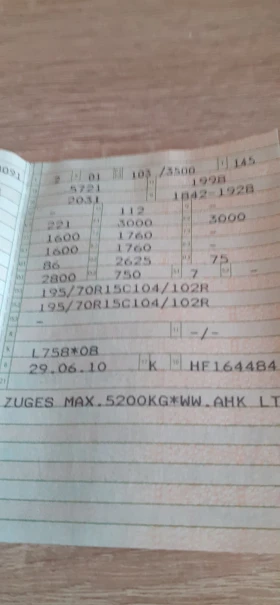 2 01 103 /3500 145
5721 1998
2031 1842-1928
- 112 -
221 3000 3000
1600 1760 -
1600 1760 -
86 2625 75
2800 750 7 -
195/70R15C104/102R
195/70R15C104/102R
-
-/-
L758*08
29.06.10 K HF164484
ZUGES MAX.5200KG*WW.AHK LT